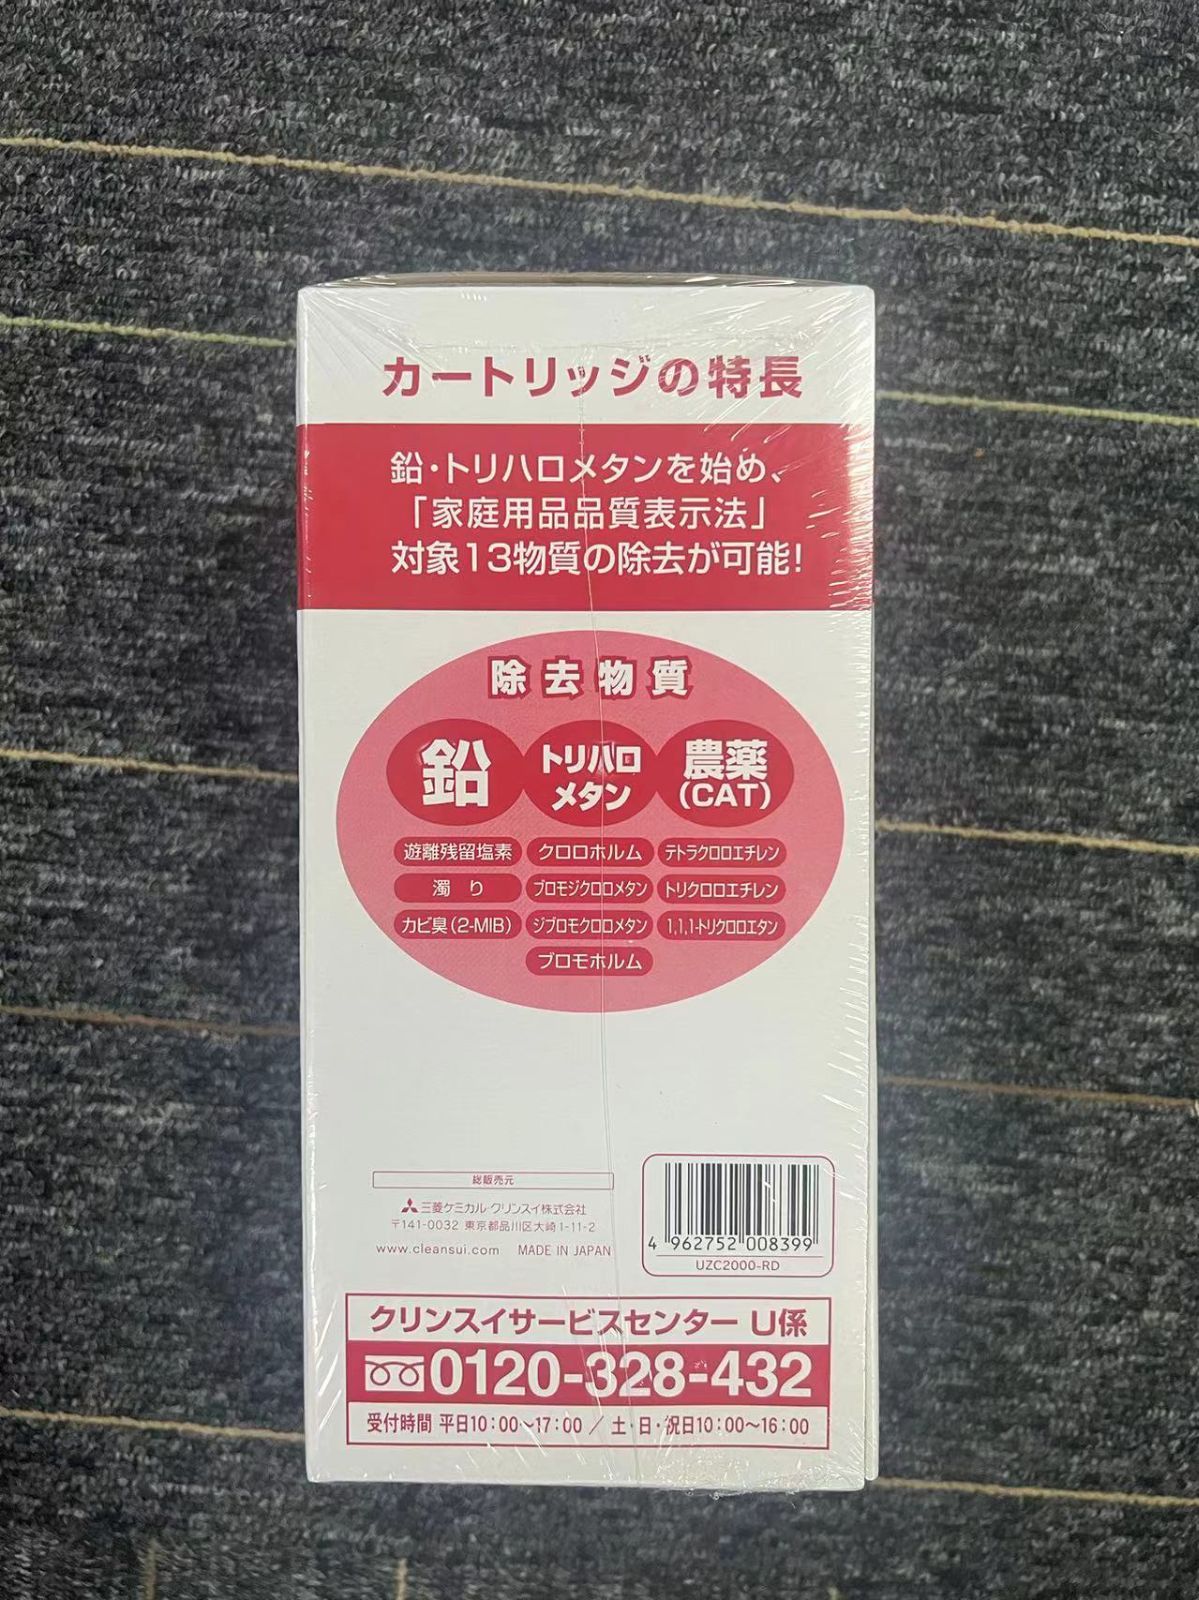 カートリッジの特長
鉛・トリハロメタンを始め、
「家庭用品品質表示法」
対象13物質の除去が可能!
除去物質
鉛 トリハロメタン 農薬(CAT)
遊離残留塩素 クロロホルム テトラクロロエチレン
濁り ブロモジクロロメタン トリクロロエチレン
カビ臭(2-MIB) ジブロモクロロメタン 1,1,1-トリクロロエタン
ブロモホルム
総販売元
三菱ケミカル・クリンスイ株式会社
〒141-0032 東京都品川区大崎1-11-2
www.cleansui.com MADE IN JAPAN
4 962752 008399
UZC2000-RD
クリンスイサービスセンター U係
0120-328-432
受付時間 平日10:00〜17:00 / 土・日・祝日10:00〜16:00